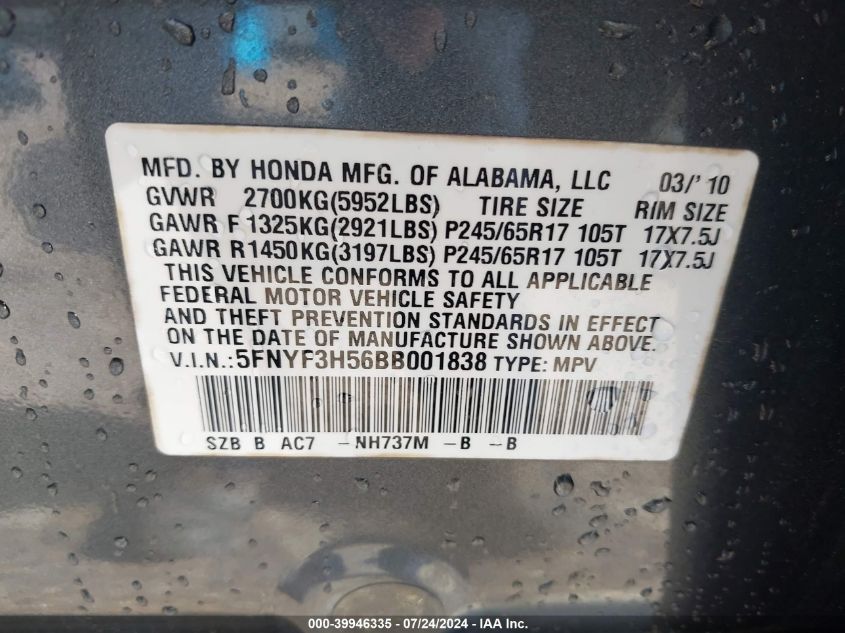 MFD. BY HONDA MFG. OF ALABAMA, LLC 03/'10
GVWR 2700KG(5952LBS) TIRE SIZE RIM SIZE
GAWR F 1325KG(2921LBS) P245/65R17 105T 17X7.5J
GAWR R1450KG(3197LBS) P245/65R17 105T 17X7.5J
THIS VEHICLE CONFORMS TO ALL APPLICABLE
FEDERAL MOTOR VEHICLE SAFETY
AND THEFT PREVENTION STANDARDS IN EFFECT
ON THE DATE OF MANUFACTURE SHOWN ABOVE.
V.I.N.:5FNYF3H56BB001838 TYPE: MPV
SZB B AC7 -NH737M -B -B
000-39946335 / 07/24/2024 - IAA Inc.